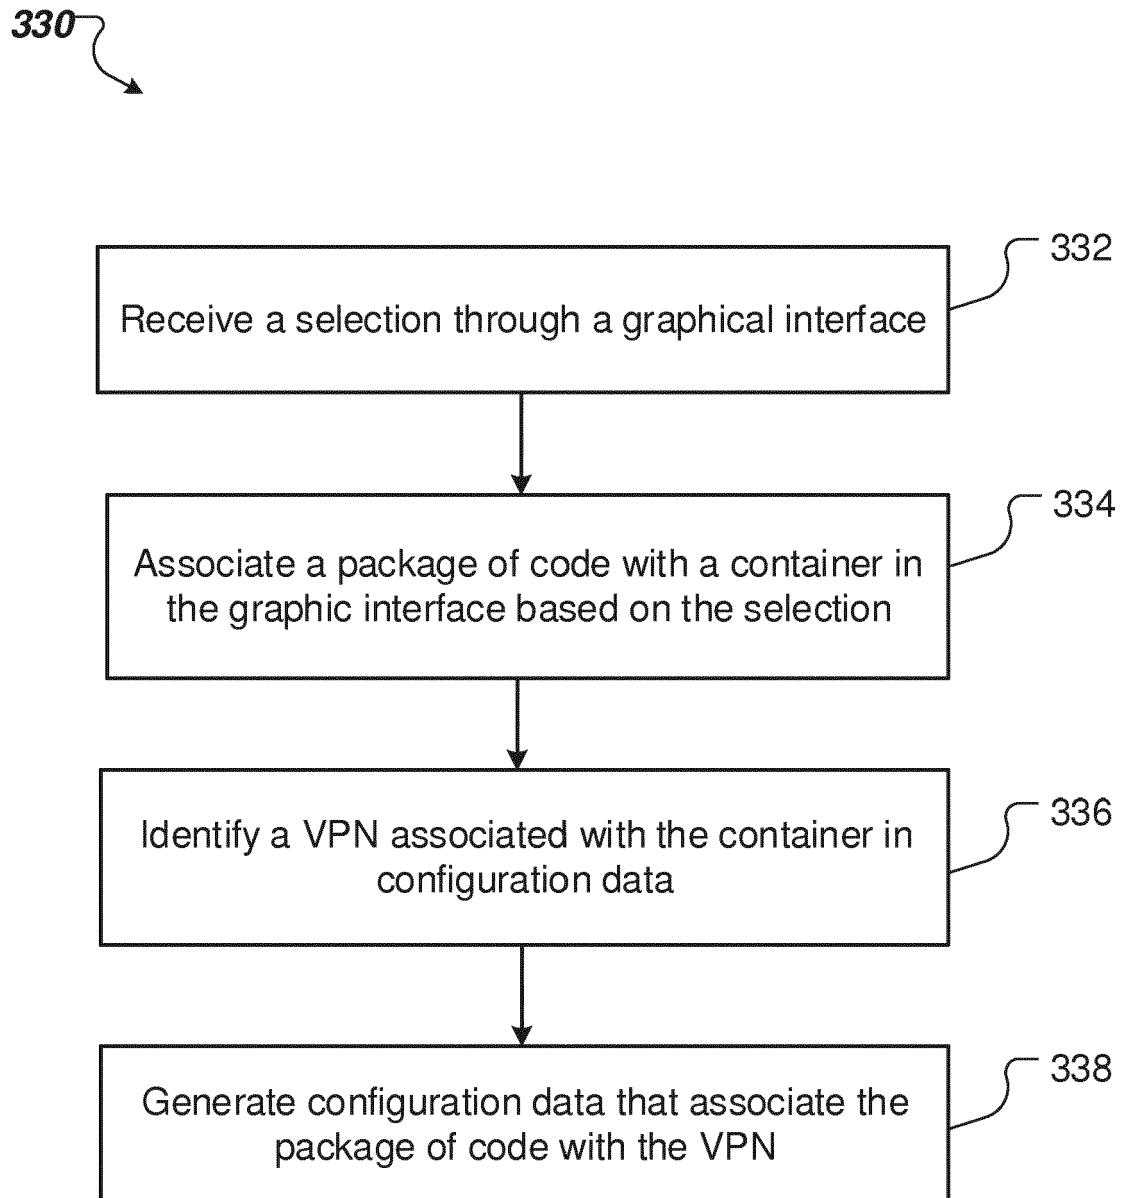 330
332
Receive a selection through a graphical interface
334
Associate a package of code with a container in
the graphic interface based on the selection
336
Identify a VPN associated with the container in
configuration data
338
Generate configuration data that associate the
package of code with the VPN